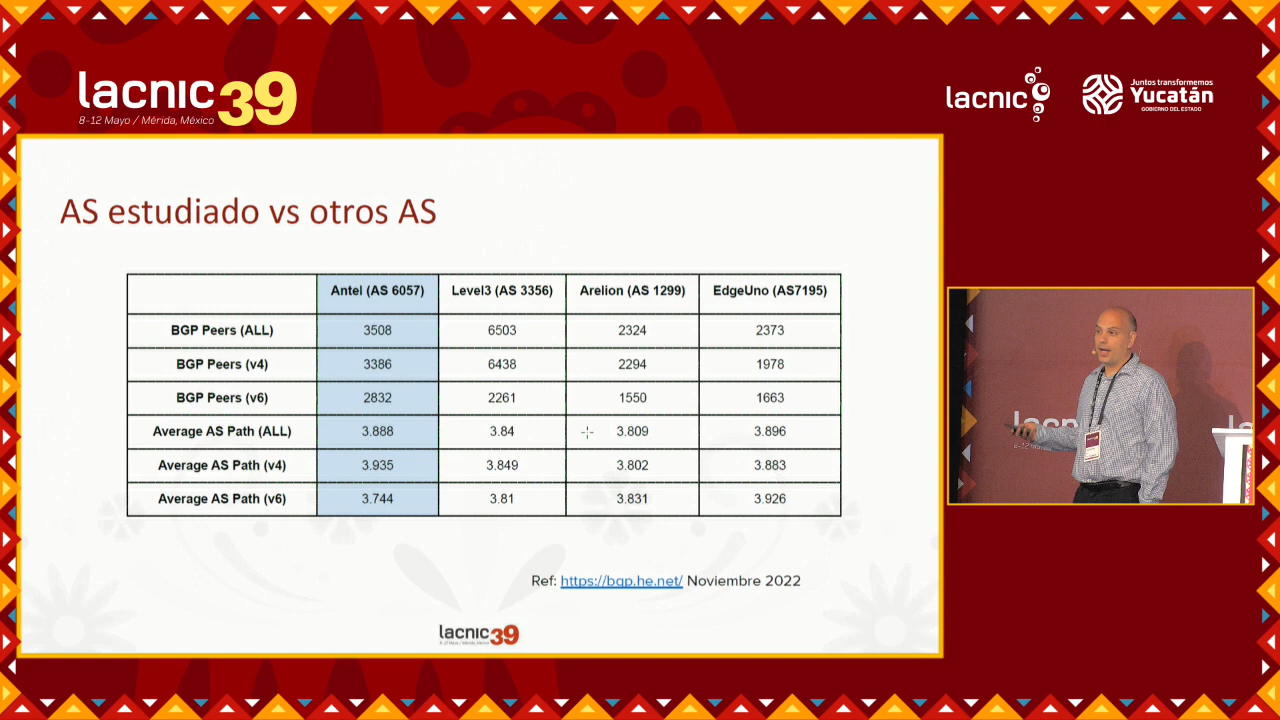 lacnic 39
8-12 Mayo / Mérida, México
lacnic
Juntos transformemos
Yucatán
GOBIERNO DEL ESTADO
AS estudiado vs otros AS
Antel (AS 6057) Level3 (AS 3356) Arelion (AS 1299) EdgeUno (AS7195)
BGP Peers (ALL) 3508 6503 2324 2373
BGP Peers (v4) 3386 6438 2294 1978
BGP Peers (v6) 2832 2261 1550 1663
Average AS Path (ALL) 3.888 3.84 3.809 3.896
Average AS Path (v4) 3.935 3.849 3.802 3.883
Average AS Path (v6) 3.744 3.81 3.831 3.926
Ref: https://bgp.he.net/ Noviembre 2022
lacnic 39